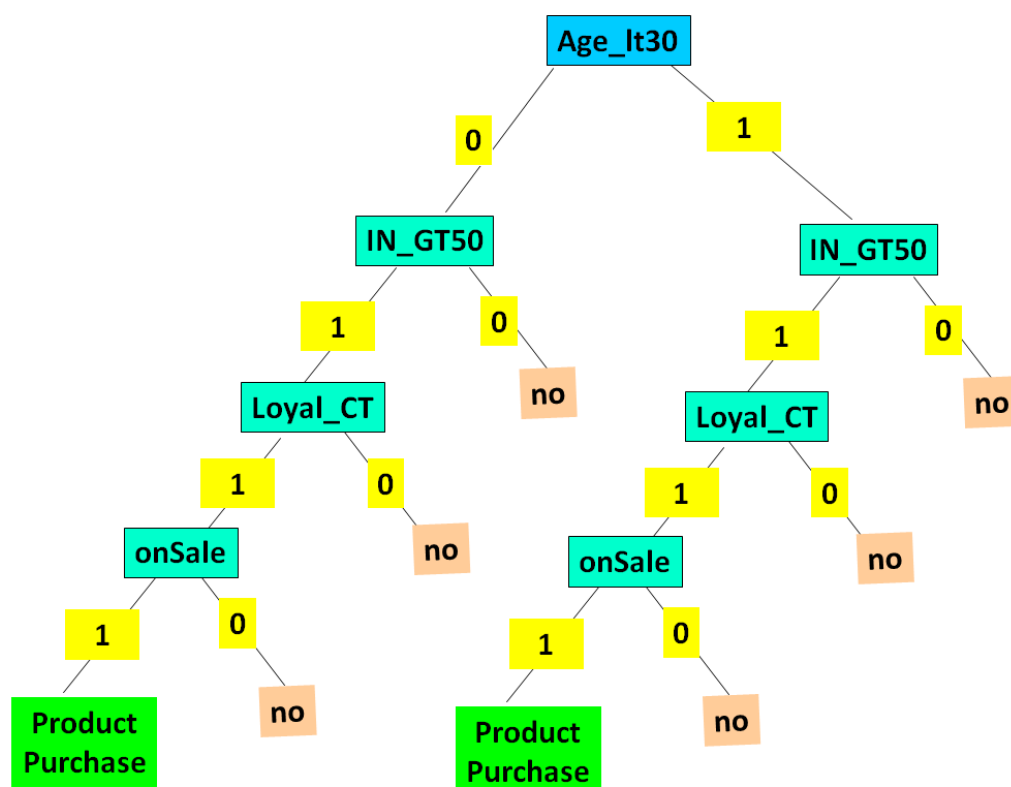 Age_lt30
0
1
IN_GT50
IN_GT50
1
0
1
0
no
no
Loyal_CT
Loyal_CT
1
0
1
0
onSale
no
onSale
no
1
0
1
0
Product
Purchase
no
Product
Purchase
no